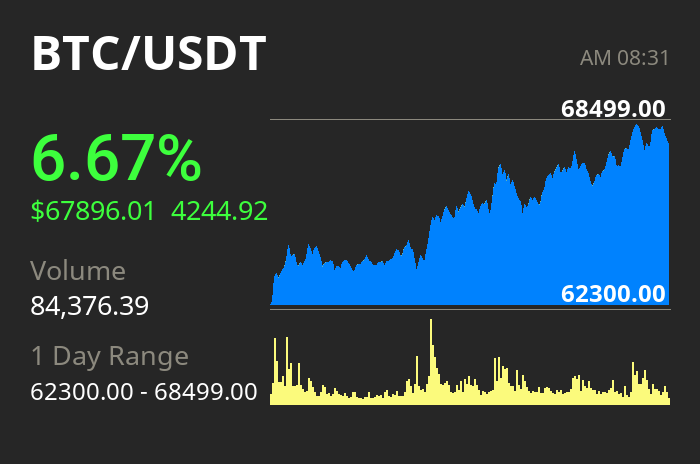 BTC/USDT
AM 08:31
68499.00
6.67%
$67896.01 4244.92
Volume
84,376.39
62300.00
1 Day Range
62300.00 - 68499.00